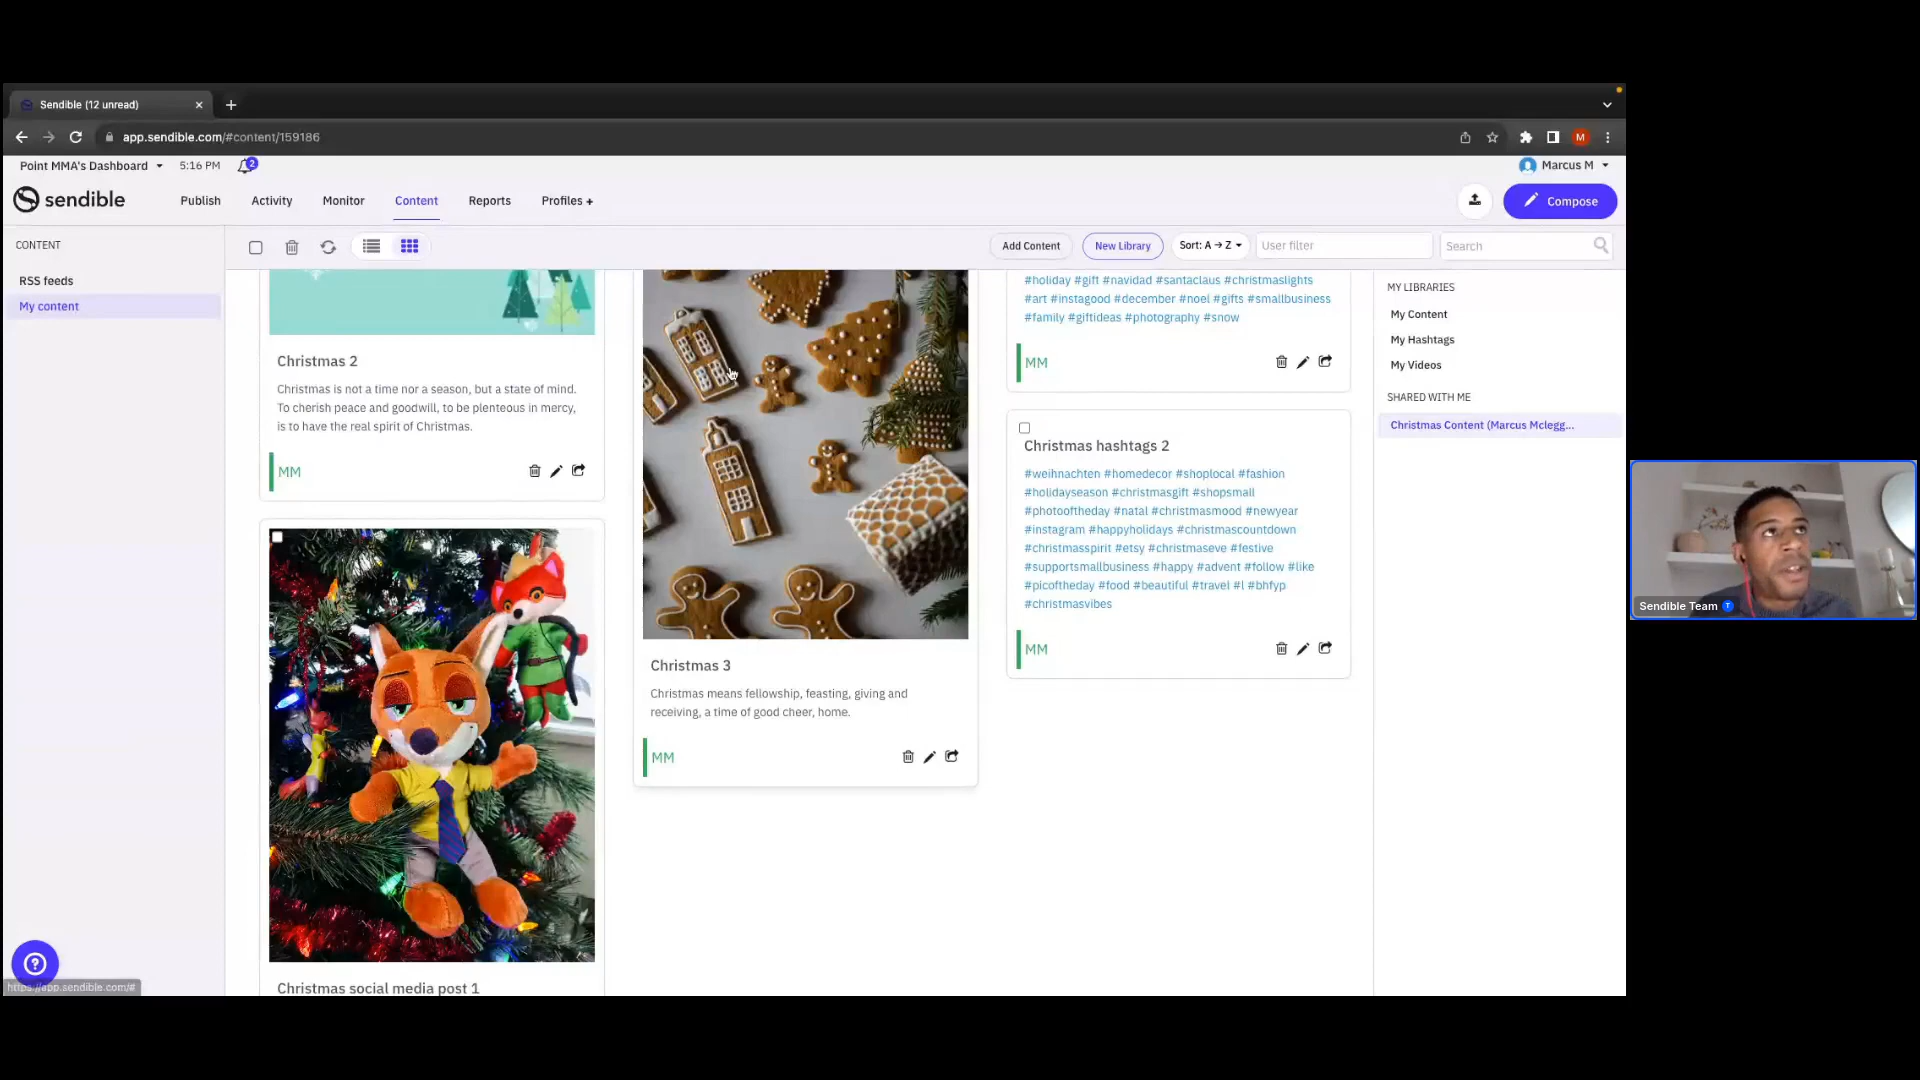 Sendible (12 unread)
app.sendible.com/#content/159186
M
Point MMA's Dashboard
5:16 PM
2
Marcus M
sendible
Publish
Activity
Monitor
Content
Reports
Profiles +
Compose
CONTENT
RSS feeds
My content
Add Content
New Library
Sort: A → Z
User filter
Search
Christmas 2
Christmas is not a time nor a season, but a state of mind.
To cherish peace and goodwill, to be plenteous in mercy,
is to have the real spirit of Christmas.
MM
Christmas social media post 1
Christmas 3
Christmas means fellowship, feasting, giving and
receiving, a time of good cheer, home.
MM
#holiday #gift #navidad #santaclaus #christmaslights
#art #instagood #december #noel #gifts #smallbusiness
#family #giftideas #photography #snow
MM
Christmas hashtags 2
#weihnachten #homedecor #shoplocal #fashion
#holidayseason #christmasgift #shopsmall
#photooftheday #natal #christmasmood #newyear
#instagram #happyholidays #christmascountdown
#christmasspirit #etsy #christmaseve #festive
#supportsmallbusiness #happy #advent #follow #like
#picoftheday #food #beautiful #travel #l #bhfyp
#christmasvibes
MM
MY LIBRARIES
My Content
My Hashtags
My Videos
SHARED WITH ME
Christmas Content (Marcus Mclegg...
https://app.sendible.com/#
Sendible Team
T